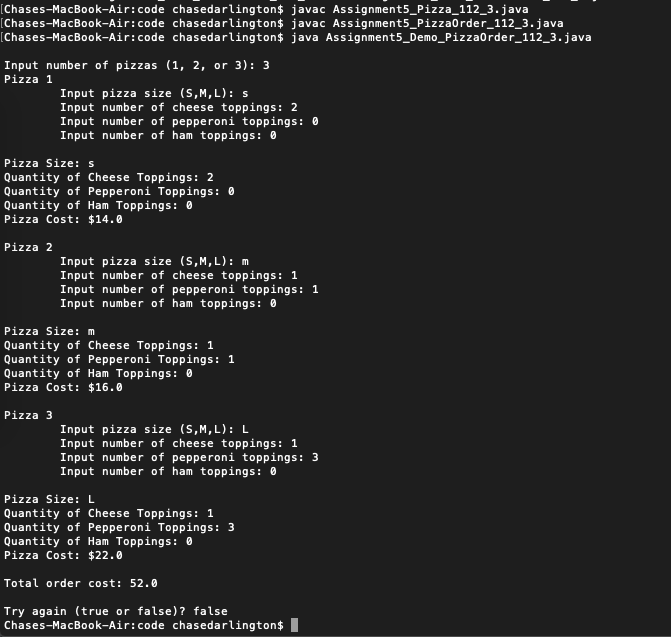 [Chases-MacBook-Air:code chasedarlington$ javac Assignment5_Pizza_112_3.java
[Chases-MacBook-Air:code chasedarlington$ javac Assignment5_PizzaOrder_112_3.java
[Chases-MacBook-Air:code chasedarlington$ java Assignment5_Demo_PizzaOrder_112_3.java
Input number of pizzas (1, 2, or 3): 3
Pizza 1
Input pizza size (S,M,L): s
Input number of cheese toppings: 2
Input number of pepperoni toppings: 0
Input number of ham toppings: 0
Pizza Size: s
Quantity of Cheese Toppings: 2
Quantity of Pepperoni Toppings: 0
Quantity of Ham Toppings: 0
Pizza Cost: $14.0
Pizza 2
Input pizza size (S,M,L): m
Input number of cheese toppings: 1
Input number of pepperoni toppings: 1
Input number of ham toppings: 0
Pizza Size: m
Quantity of Cheese Toppings: 1
Quantity of Pepperoni Toppings: 1
Quantity of Ham Toppings: 0
Pizza Cost: $16.0
Pizza 3
Input pizza size (S,M,L): L
Input number of cheese toppings: 1
Input number of pepperoni toppings: 3
Input number of ham toppings: 0
Pizza Size: L
Quantity of Cheese Toppings: 1
Quantity of Pepperoni Toppings: 3
Quantity of Ham Toppings: 0
Pizza Cost: $22.0
Total order cost: 52.0
Try again (true or false)? false
Chases-MacBook-Air:code chasedarlington$